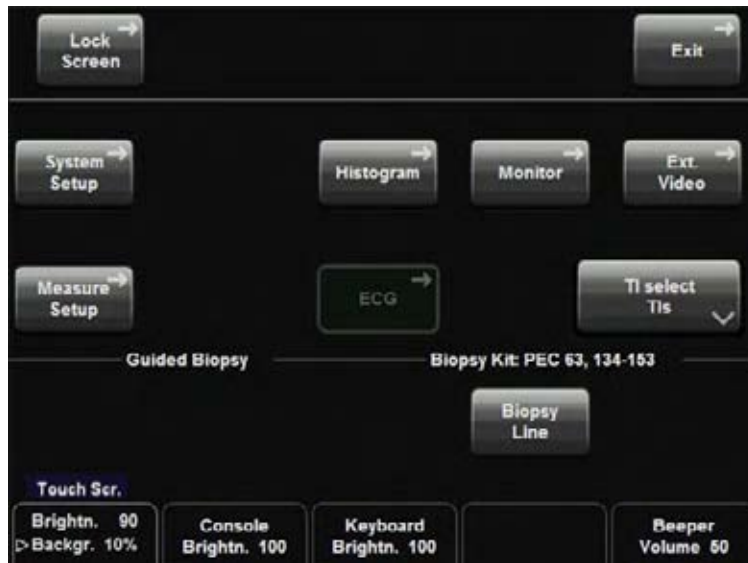 Lock
Screen
Exit
System
Setup
Histogram
Monitor
Ext.
Video
Measure
Setup
ECG
TI select
TIs
Guided Biopsy
Biopsy Kit: PEC 63, 134-153
Biopsy
Line
Touch Scr.
Brightn. 90
Backgr. 10%
Console
Brightn. 100
Keyboard
Brightn. 100
Beeper
Volume 50